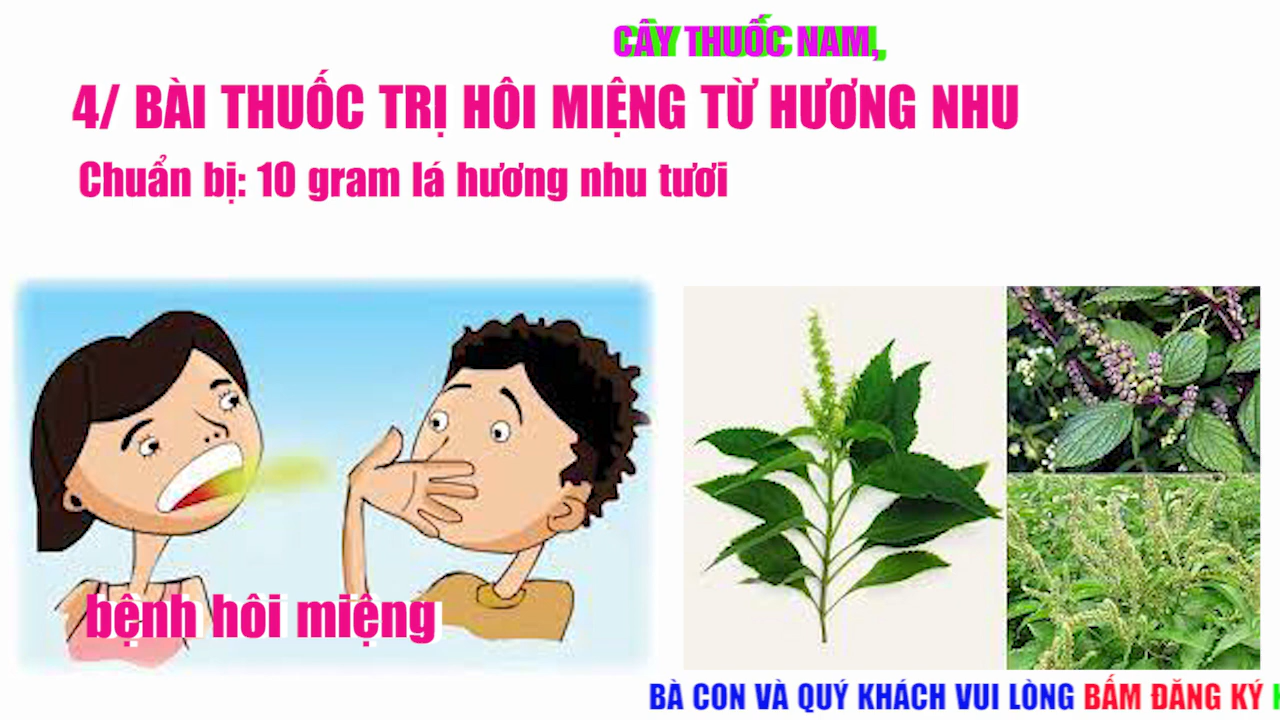 CÂY THUỐC NAM,
4/ BÀI THUỐC TRỊ HÔI MIỆNG TỪ HƯƠNG NHU
Chuẩn bị: 10 gram lá hương nhu tươi
bệnh hôi miệng
BÀ CON VÀ QUÝ KHÁCH VUI LÒNG BẤM ĐĂNG KÝ